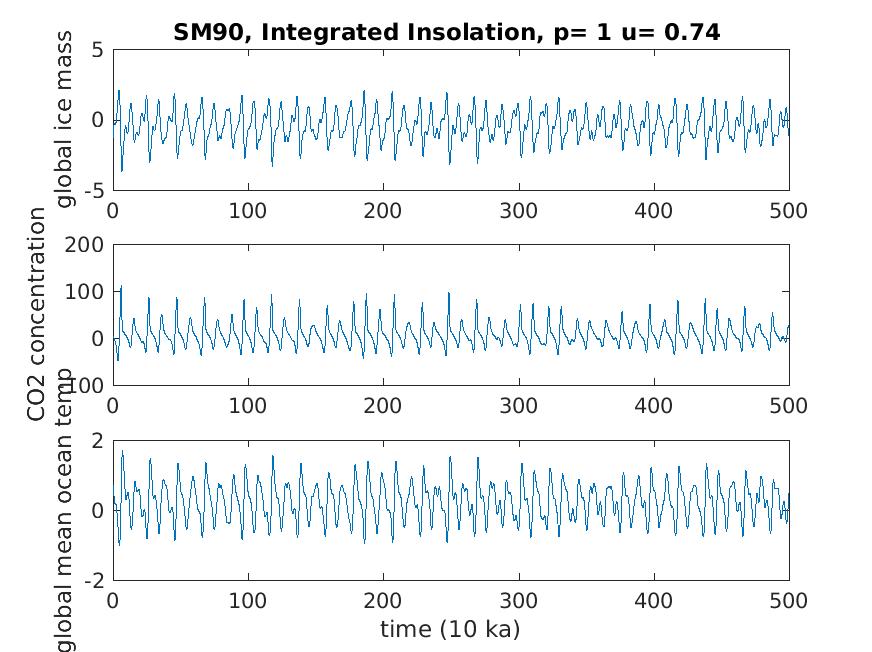 SM90, Integrated Insolation, p= 1 u= 0.74
global ice mass
5
0
-5
0 100 200 300 400 500
CO2 concentration
200
100
0
100
0 100 200 300 400 500
global mean ocean temp
2
0
-2
0 100 200 300 400 500
time (10 ka)